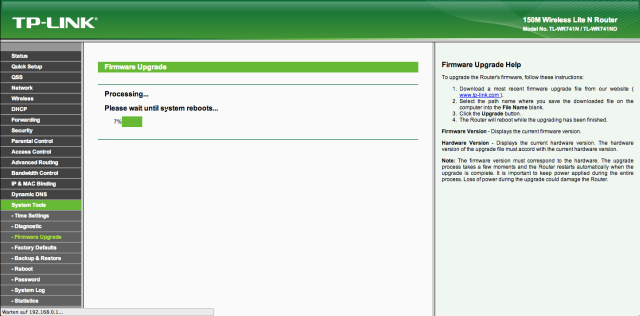 TP-LINK®
150M Wireless Lite N Router
Model No. TL-WR741N / TL-WR741ND
Status
Quick Setup
QSS
Network
Wireless
DHCP
Forwarding
Security
Parental Control
Access Control
Advanced Routing
Bandwidth Control
IP & MAC Binding
Dynamic DNS
System Tools
- Time Settings
- Diagnostic
- Firmware Upgrade
- Factory Defaults
- Backup & Restore
- Reboot
- Password
- System Log
- Statistics
Warten auf 192.168.0.1...
Firmware Upgrade
Processing...
Please wait until system reboots...
7%
Firmware Upgrade Help
To upgrade the Router's firmware, follow these instructions:
1. Download a most recent firmware upgrade file from our website (
www.tp-link.com ).
2. Select the path name where you save the downloaded file on the
computer into the File Name blank.
3. Click the Upgrade button.
4. The Router will reboot while the upgrading has been finished.
Firmware Version - Displays the current firmware version.
Hardware Version - Displays the current hardware version. The hardware
version of the upgrade file must accord with the current hardware version.
Note: The firmware version must correspond to the hardware. The upgrade
process takes a few moments and the Router restarts automatically when the
upgrade is complete. It is important to keep power applied during the entire
process. Loss of power during the upgrade could damage the Router.